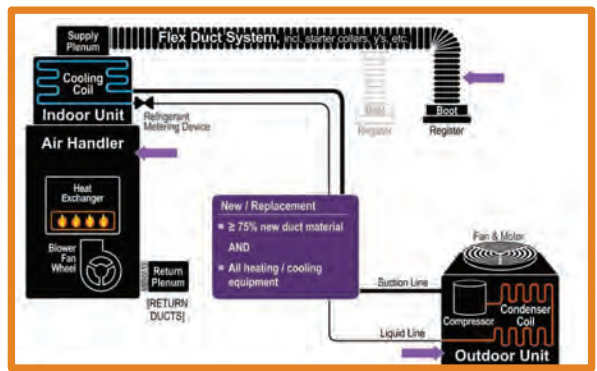 Supply
Plenum
Flex Duct System, incl. starter collars, y's, etc.
Cooling
Coil
Indoor Unit
Refrigerant
Metering Device
Boot
Register
Boot
Register
Air Handler
Heat
Exchanger
Blower
Fan
Wheel
Return
Plenum
[RETURN
DUCTS]
New / Replacement
≥ 75% new duct material
AND
All heating / cooling
equipment
Fan & Motor
Suction Line
Compressor
Condenser
Coil
Liquid Line
Outdoor Unit